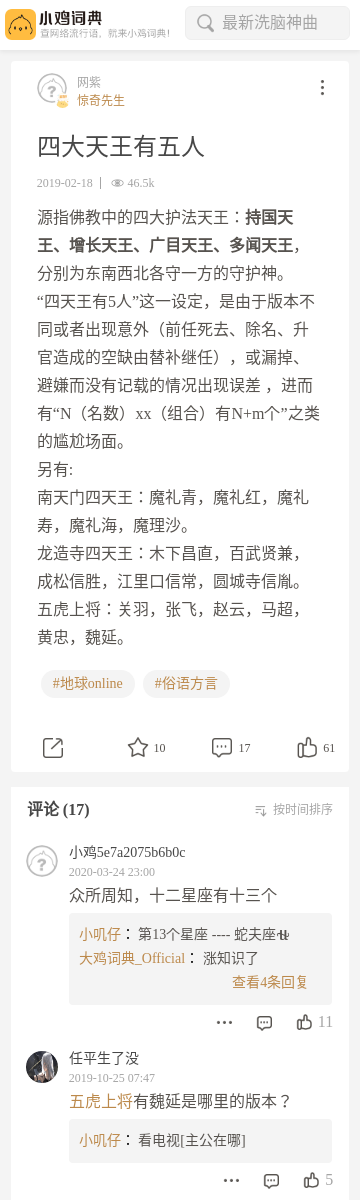 小鸡词典
查网络流行语，就来小鸡词典!
最新洗脑神曲
网紫
惊奇先生
四大天王有五人
2019-02-18 | 46.5k
源指佛教中的四大护法天王：持国天
王、增长天王、广目天王、多闻天王，
分别为东南西北各守一方的守护神。
“四天王有5人”这一设定，是由于版本不
同或者出现意外（前任死去、除名、升
官造成的空缺由替补继任），或漏掉、
避嫌而没有记载的情况出现误差 ，进而
有“N（名数）xx（组合）有N+m个”之类
的尴尬场面。
另有:
南天门四天王：魔礼青，魔礼红，魔礼
寿，魔礼海，魔理沙。
龙造寺四天王：木下昌直，百武贤兼，
成松信胜，江里口信常，圆城寺信胤。
五虎上将：关羽，张飞，赵云，马超，
黄忠，魏延。
#地球online #俗语方言
10 17 61
评论 (17) 按时间排序
小鸡5e7a2075b6b0c
2020-03-24 23:00
众所周知，十二星座有十三个
小叽仔： 第13个星座 ---- 蛇夫座⛎
大鸡词典_Official： 涨知识了
查看4条回复
11
任平生了没
2019-10-25 07:47
五虎上将有魏延是哪里的版本？
小叽仔： 看电视[主公在哪]
5